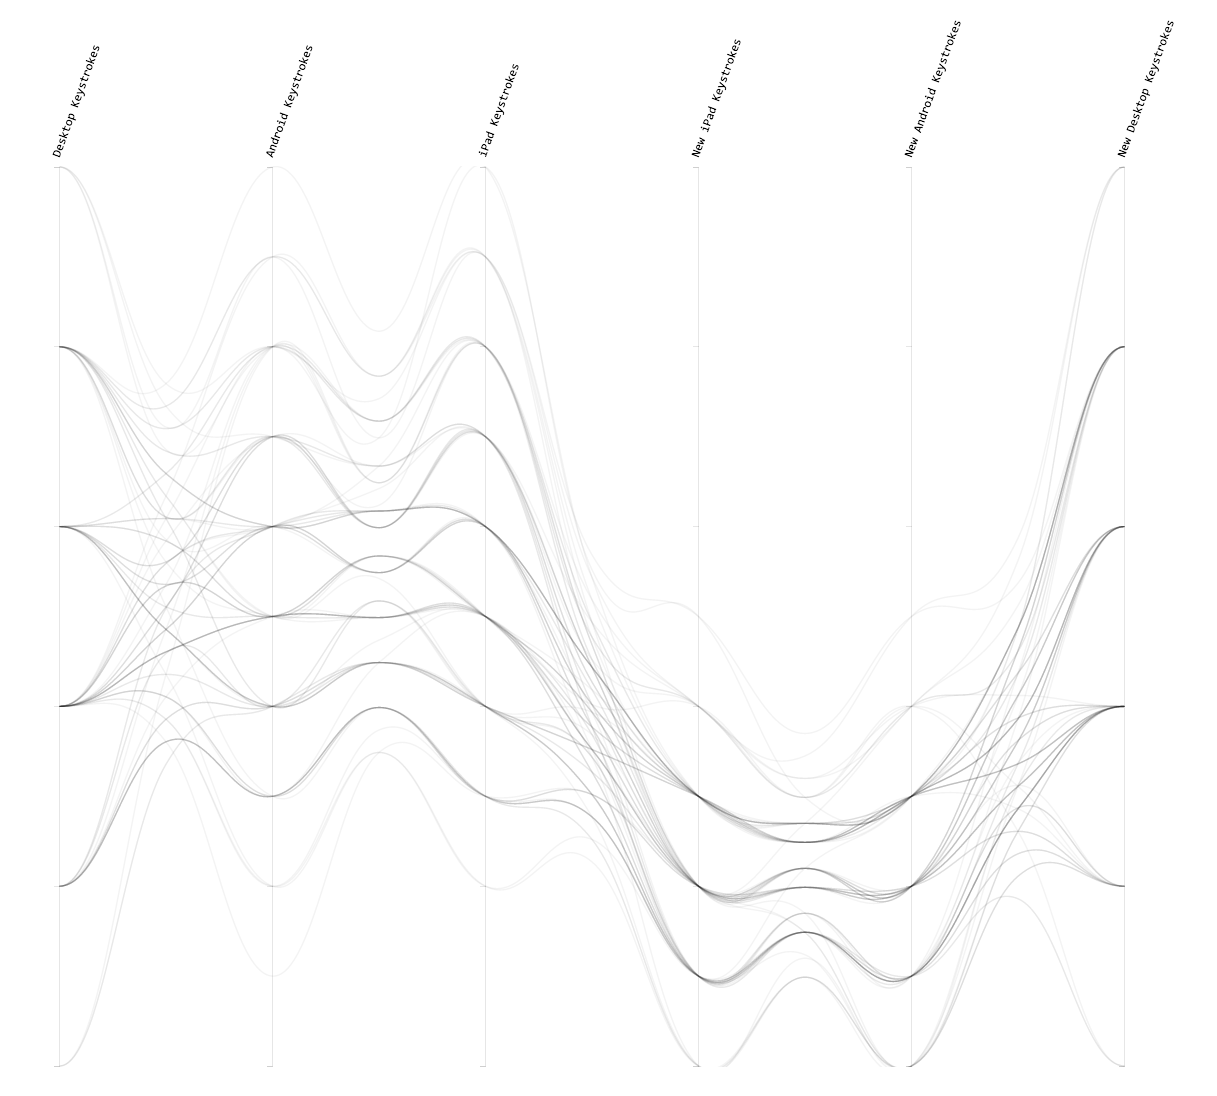 Desktop Keystrokes
Android Keystrokes
iPad Keystrokes
New iPad Keystrokes
New Android Keystrokes
New Desktop Keystrokes